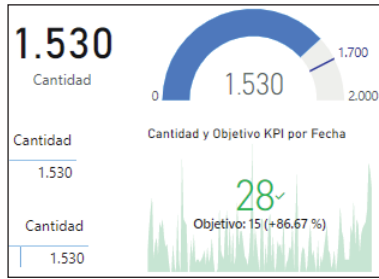 1.530
Cantidad
1.700
1.530
0
2.000
Cantidad y Objetivo KPI por Fecha
Cantidad
1.530
28✓
Objetivo: 15 (+86.67 %)
Cantidad
1.530